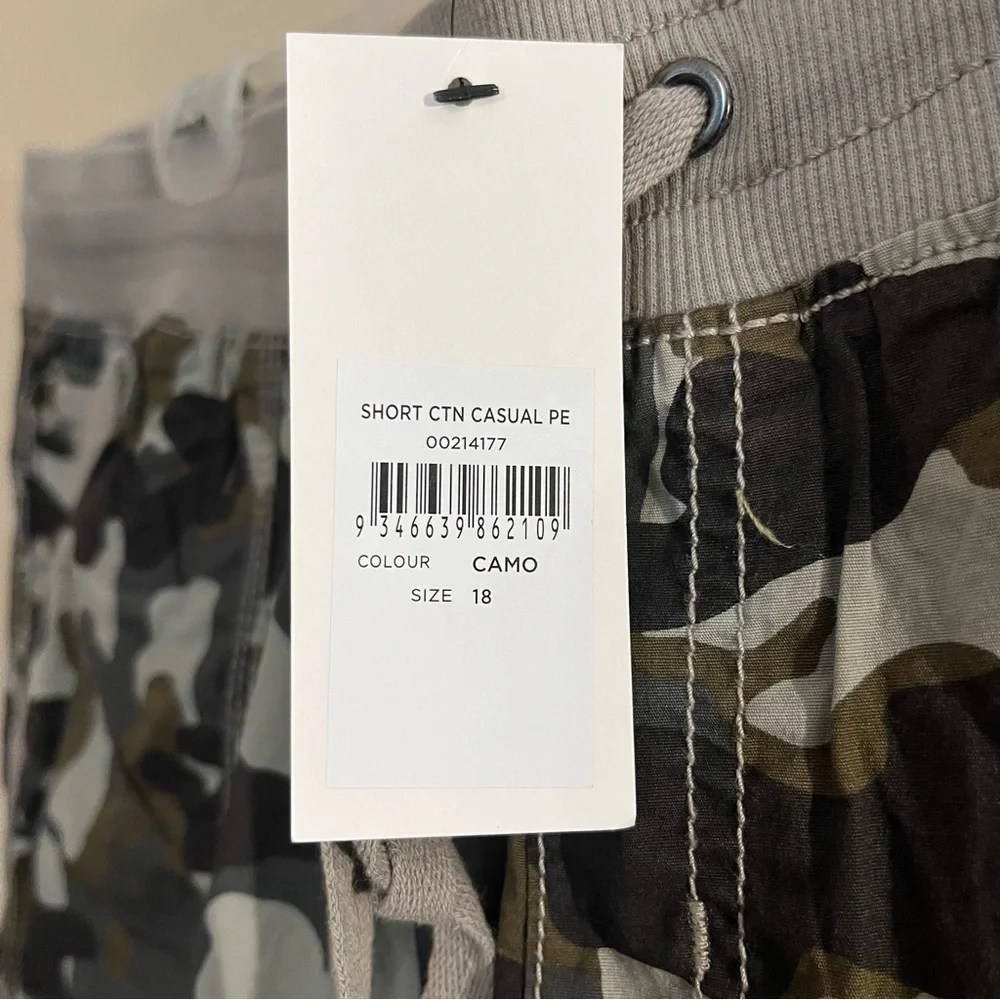 SHORT CTN CASUAL PE
00214177
9 346639 862109
COLOUR CAMO
SIZE 18